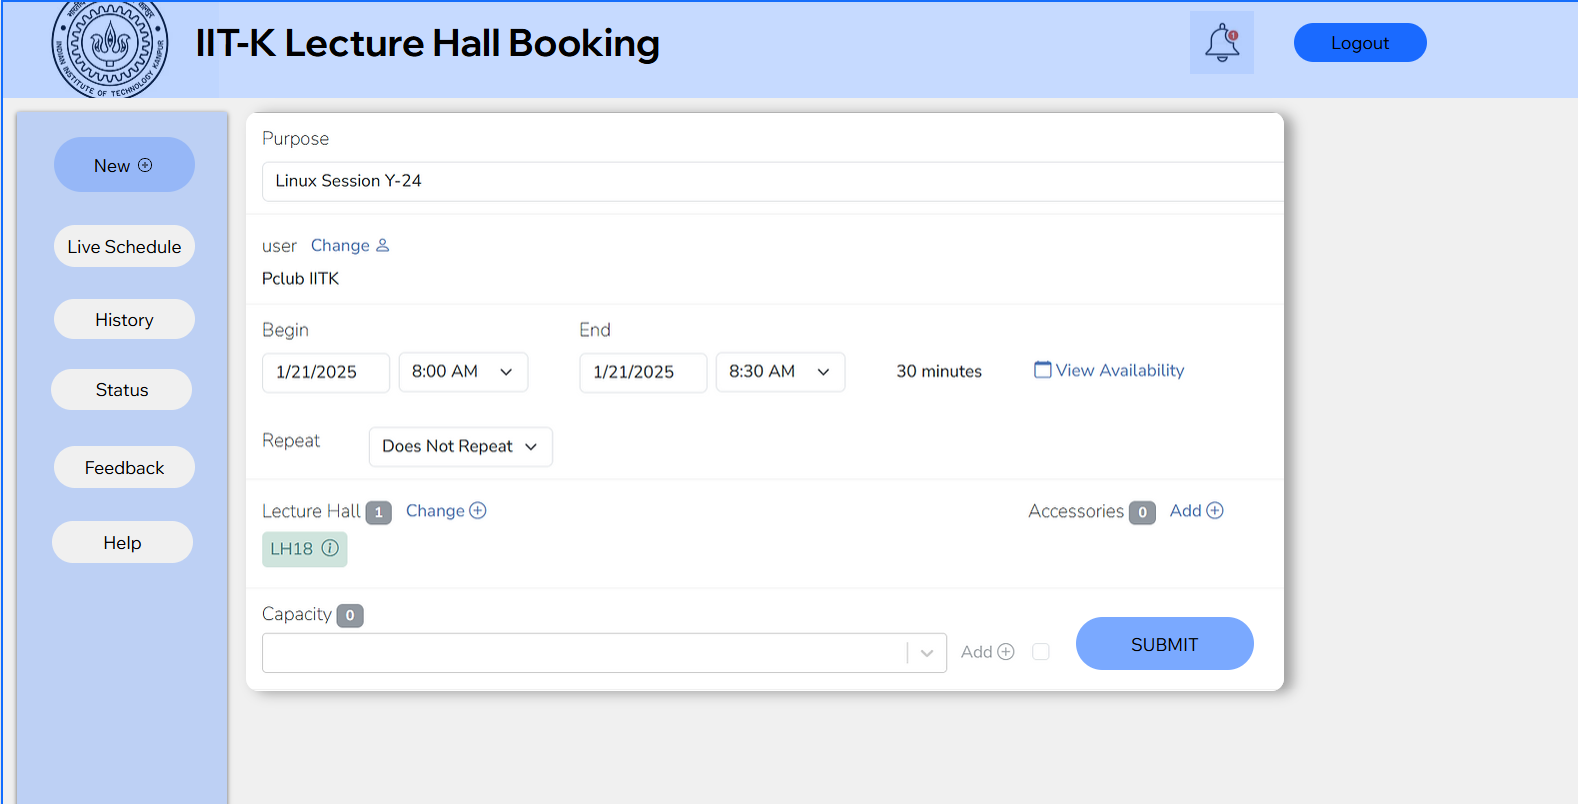 IIT-K Lecture Hall Booking
1
Logout
INDIAN INSTITUTE OF TECHNOLOGY KANPUR
New
Live Schedule
History
Status
Feedback
Help
Purpose
Linux Session Y-24
user Change
Pclub IITK
Begin End
1/21/2025 8:00 AM 1/21/2025 8:30 AM 30 minutes View Availability
Repeat Does Not Repeat
Lecture Hall 1 Change Accessories 0 Add
LH18
Capacity 0
Add
SUBMIT